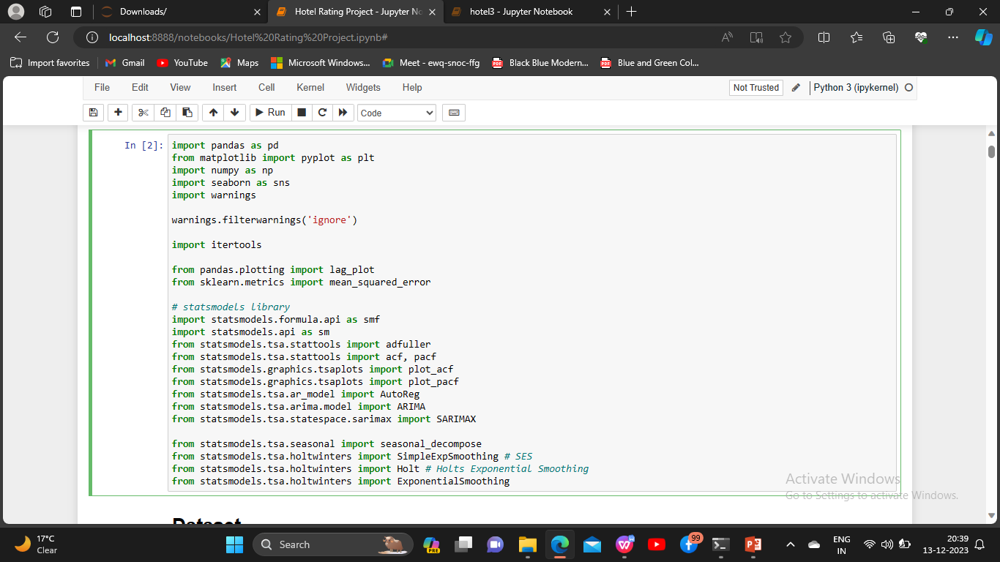 Downloads/
Hotel Rating Project - Jupyter No
hotel3 - Jupyter Notebook
localhost:8888/notebooks/Hotel%20Rating%20Project.ipynb#
Import favorites
Gmail
YouTube
Maps
Microsoft Windows...
Meet - ewq-snoc-ffg
PDF
Black Blue Modern...
PDF
Blue and Green Col...
File
Edit
View
Insert
Cell
Kernel
Widgets
Help
Not Trusted
Python 3 (ipykernel)
Run
Code
In [2]:
import pandas as pd
from matplotlib import pyplot as plt
import numpy as np
import seaborn as sns
import warnings
warnings.filterwarnings('ignore')
import itertools
from pandas.plotting import lag_plot
from sklearn.metrics import mean_squared_error
# statsmodels library
import statsmodels.formula.api as smf
import statsmodels.api as sm
from statsmodels.tsa.stattools import adfuller
from statsmodels.tsa.stattools import acf, pacf
from statsmodels.graphics.tsaplots import plot_acf
from statsmodels.graphics.tsaplots import plot_pacf
from statsmodels.tsa.ar_model import AutoReg
from statsmodels.tsa.arima.model import ARIMA
from statsmodels.tsa.statespace.sarimax import SARIMAX
from statsmodels.tsa.seasonal import seasonal_decompose
from statsmodels.tsa.holtwinters import SimpleExpSmoothing # SES
from statsmodels.tsa.holtwinters import Holt # Holts Exponential Smoothing
from statsmodels.tsa.holtwinters import ExponentialSmoothing
Activate Windows
Go to Settings to activate Windows.
Dataset
17°C
Clear
Search
PRE
99
ENG
IN
20:39
13-12-2023